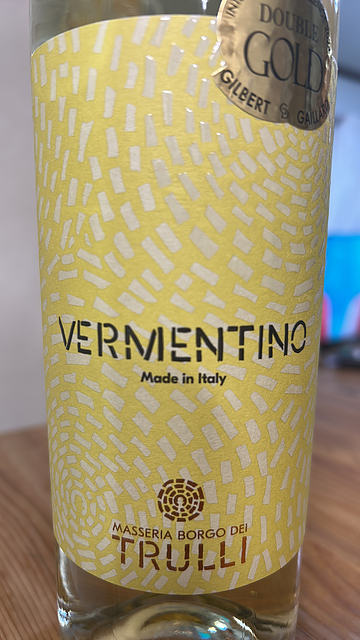 DOUBLE
GOLD
GILBERT & GAILLARD
VERMENTINO
Made in Italy
MASSERIA BORGO DEI
TRULLI